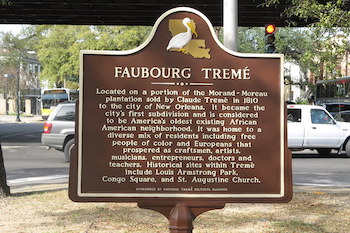 FAUBOURG TREMÉ
Located on a portion of the Morand-Moreau
plantation sold by Claude Tremé in 1810
to the city of New Orleans. It became the
city's first subdivision and is considered
to be America's oldest existing African
American neighborhood. It was home to a
diverse mix of residents including free
people of color and Europeans that
prospered as craftsmen, artists,
musicians, entrepreneurs, doctors and
teachers. Historical sites within Tremé
include Louis Armstrong Park,
Congo Square, and St. Augustine Church.